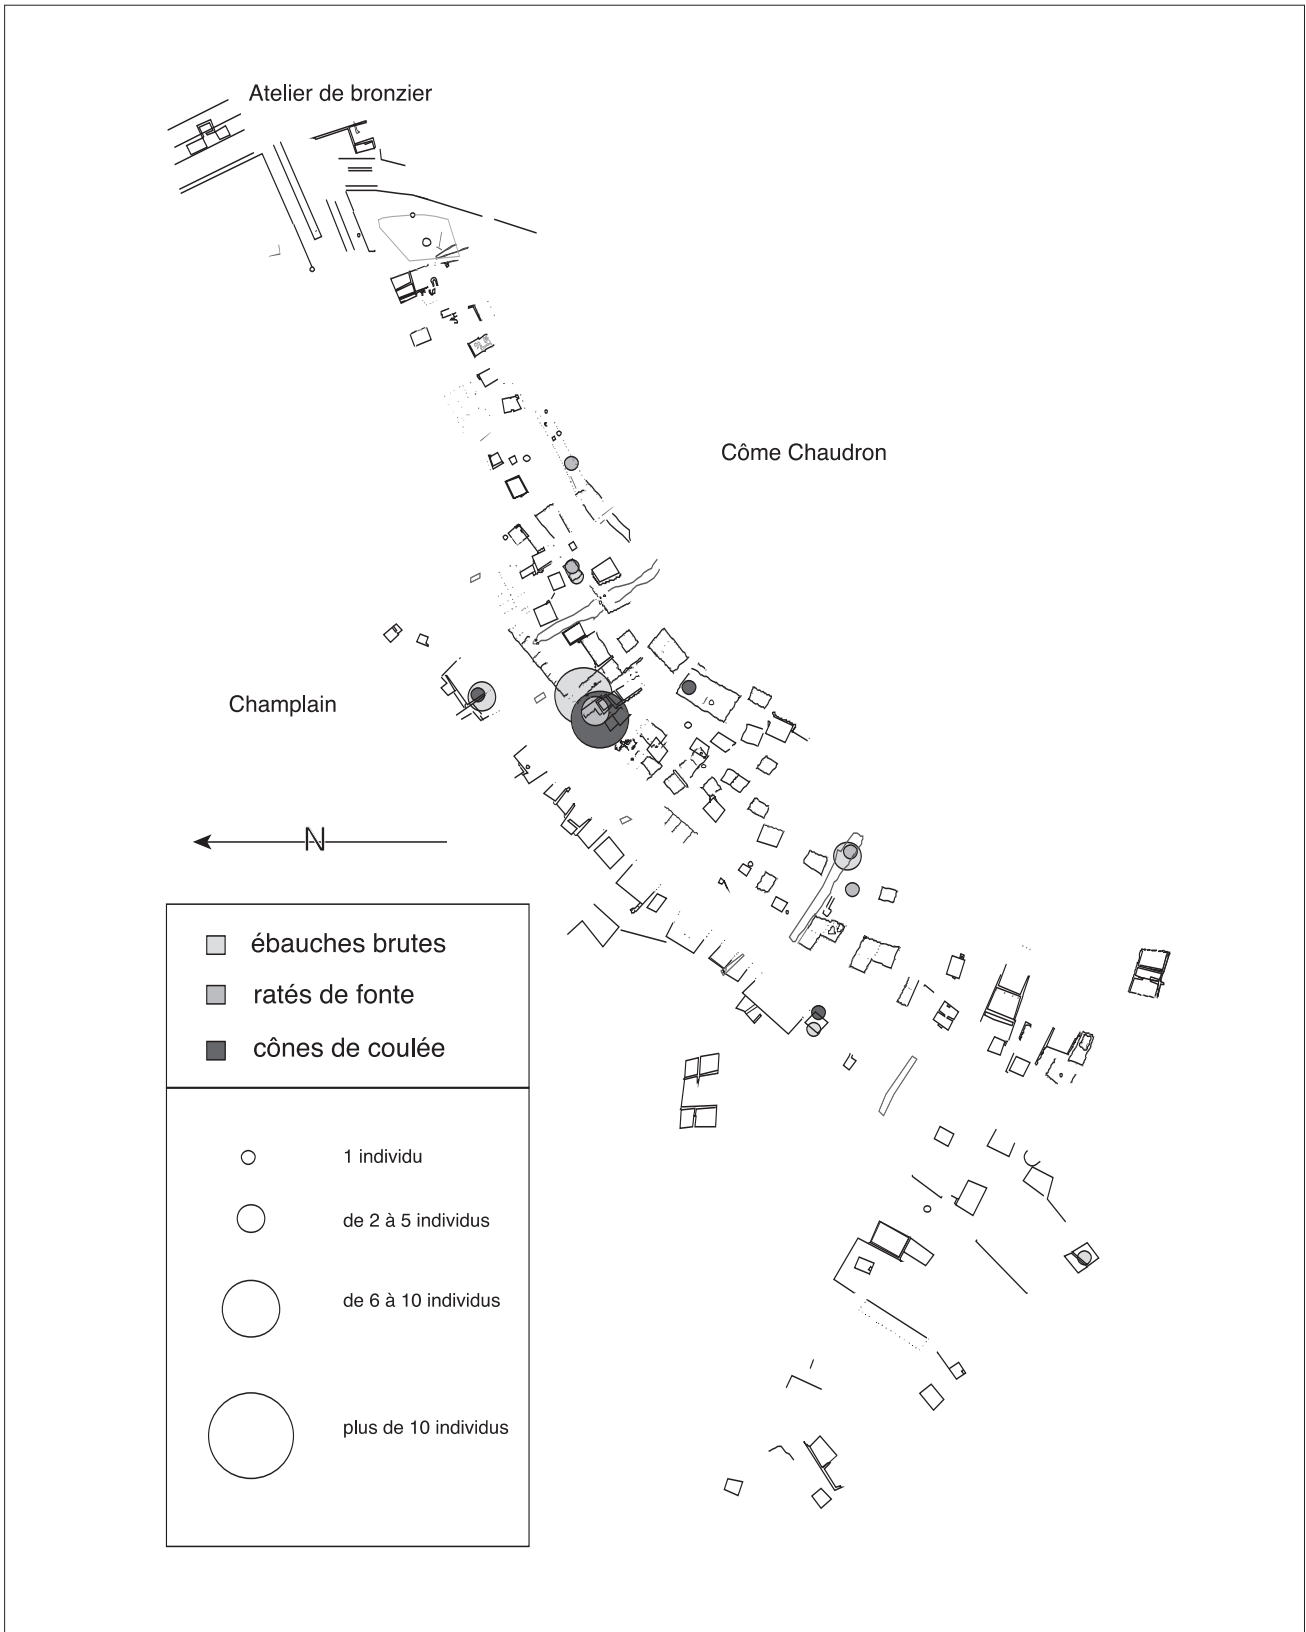 Atelier de bronzier
Côme Chaudron
Champlain
N
ébauches brutes
ratés de fonte
cônes de coulée
1 individu
de 2 à 5 individus
de 6 à 10 individus
plus de 10 individus